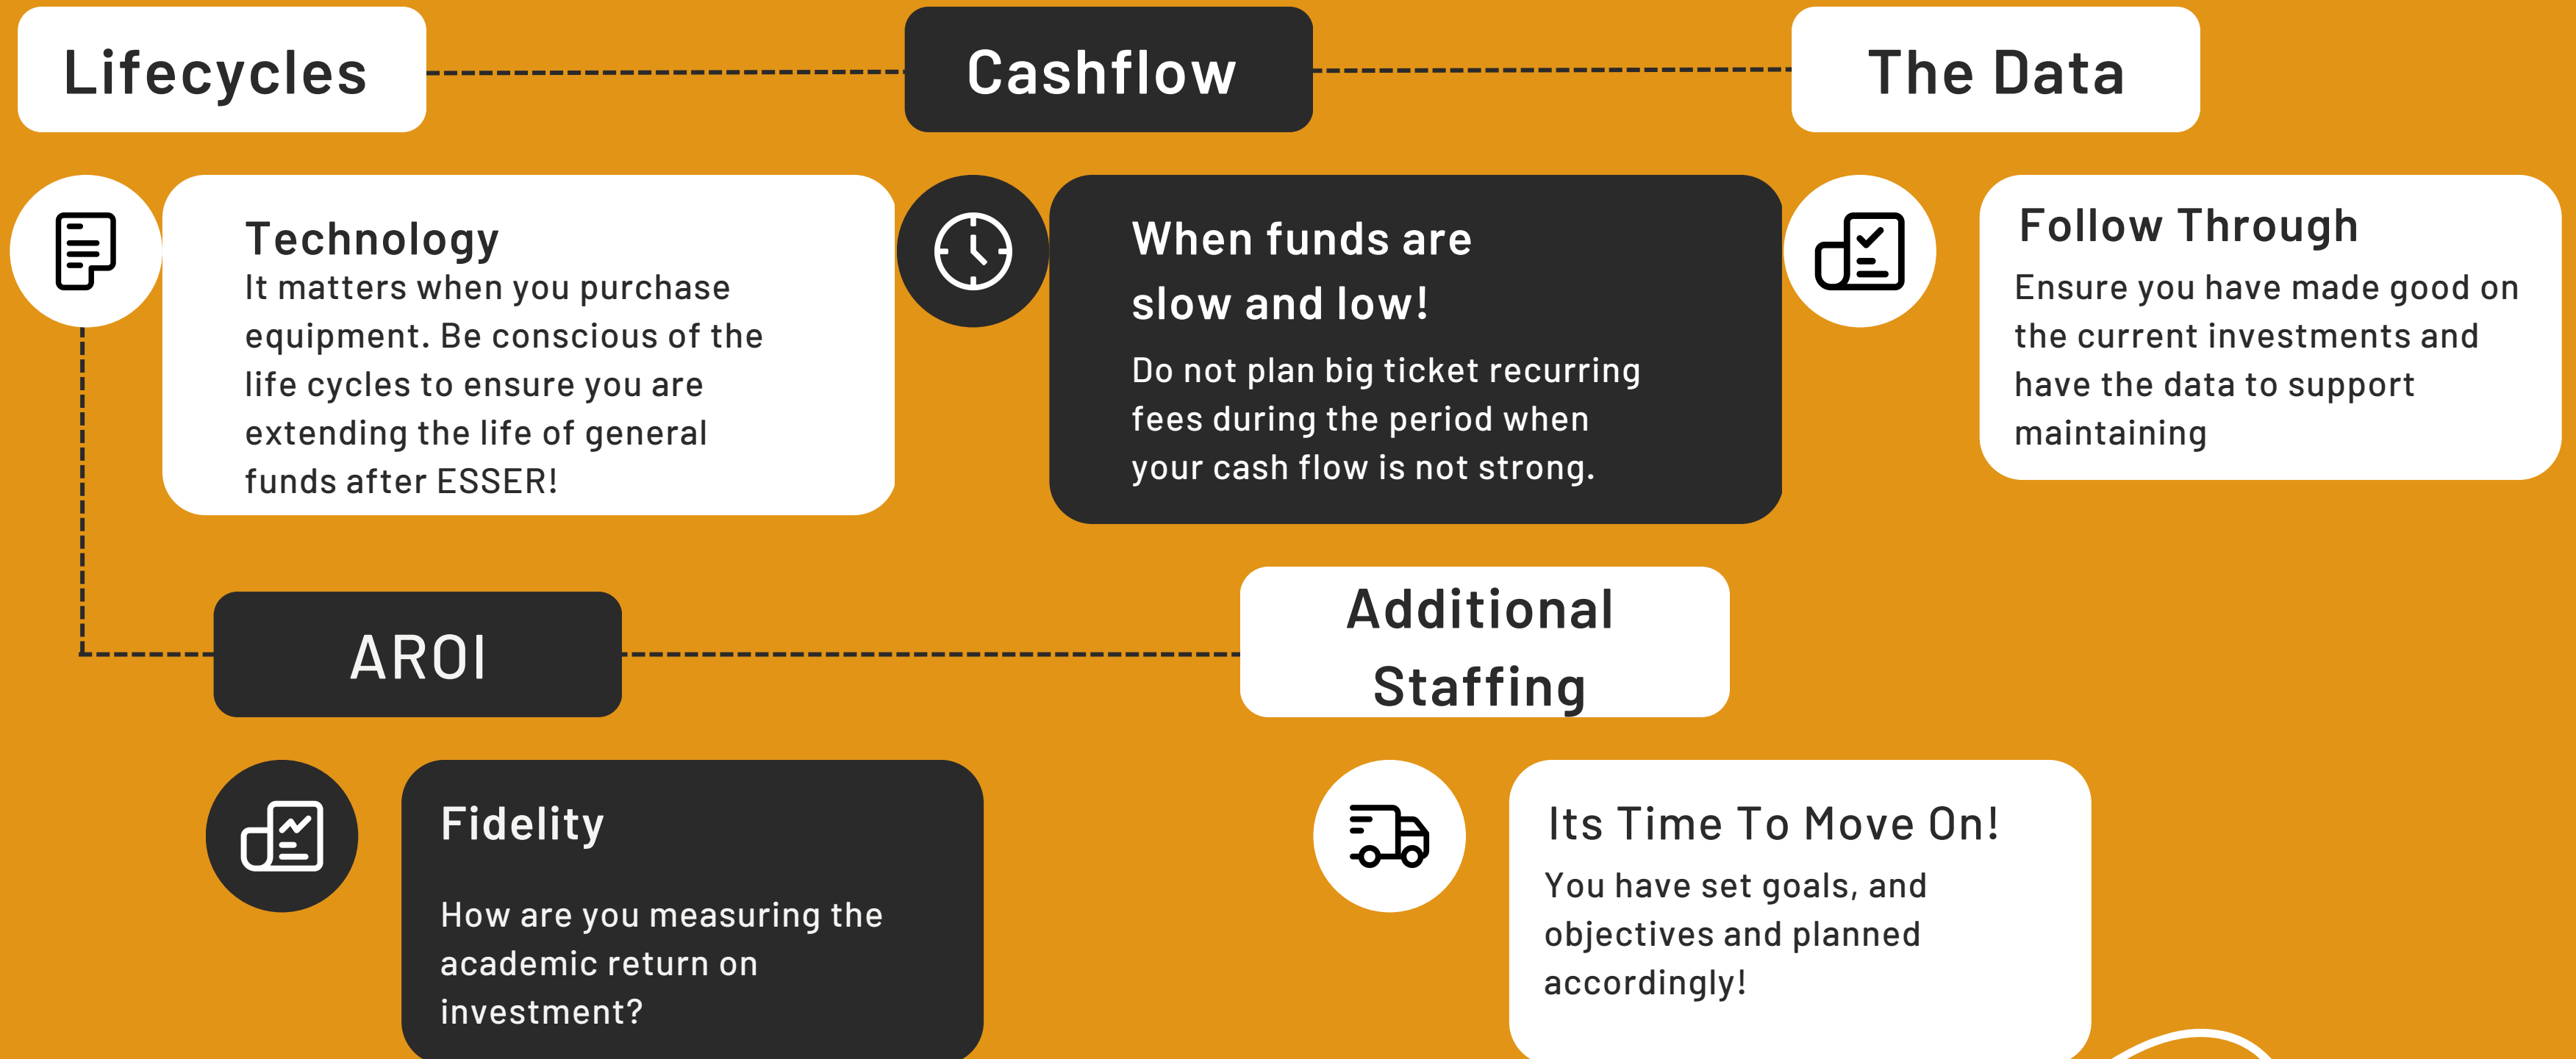 Lifecycles
Cashflow
The Data
Technology
It matters when you purchase
equipment. Be conscious of the
life cycles to ensure you are
extending the life of general
funds after ESSER!
When funds are
slow and low!
Do not plan big ticket recurring
fees during the period when
your cash flow is not strong.
Follow Through
Ensure you have made good on
the current investments and
have the data to support
maintaining
AROI
Additional
Staffing
Fidelity
How are you measuring the
academic return on
investment?
Its Time To Move On!
You have set goals, and
objectives and planned
accordingly!